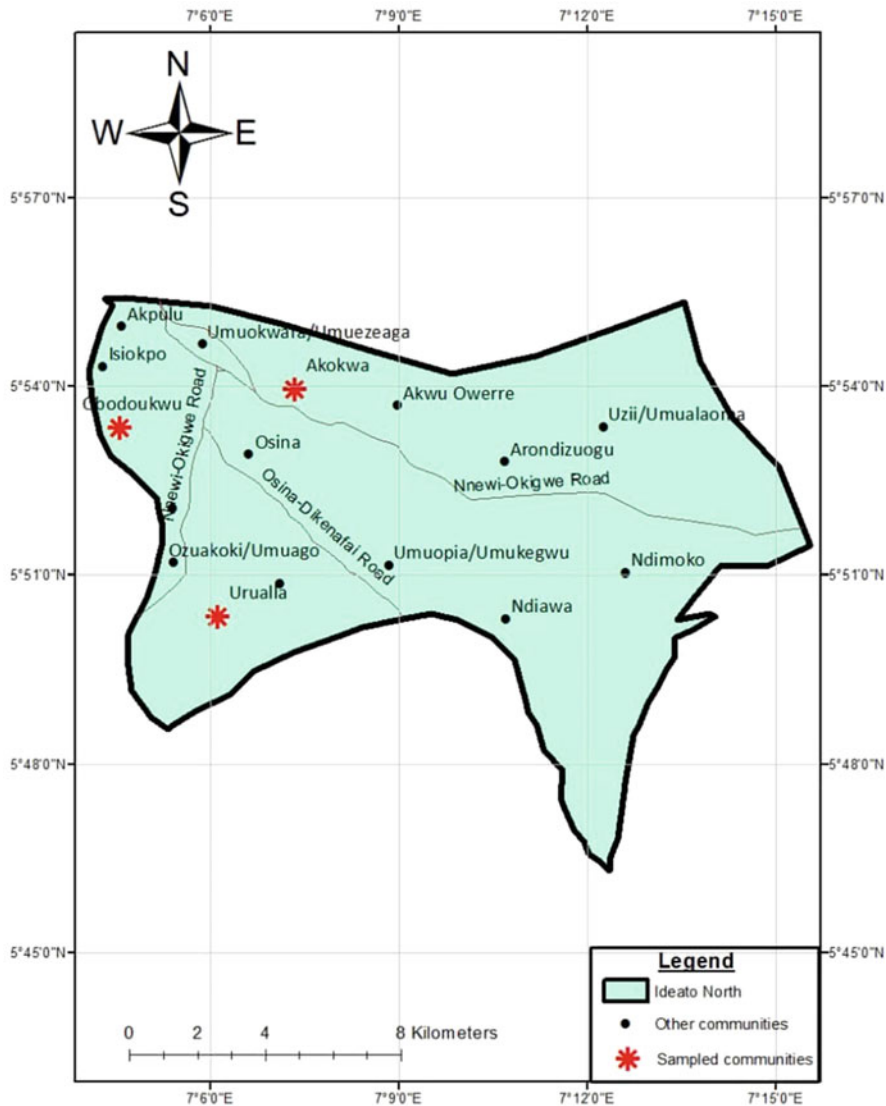 7°6'0"E 7°9'0"E 7°12'0"E 7°15'0"E
N
W E
S
5°57'0"N 5°57'0"N
Akpulu
Umuokwara/Umuezeaga
Isiokpo
Akokwa
5°54'0"N 5°54'0"N
Akwu Owerre
Obodoukwu
Uzii/Umualaoma
Nnewi-Okigwe Road
Osina
Arondizuogu
Nnewi-Okigwe Road
Osina-Dikenafai Road
Ozuakoki/Umuago
Umuopia/Umukegwu
Ndimoko
5°51'0"N 5°51'0"N
Urualla
Ndiawa
5°48'0"N 5°48'0"N
5°45'0"N 5°45'0"N
Legend
Ideato North
Other communities
Sampled communities
0 2 4 8 Kilometers
7°6'0"E 7°9'0"E 7°12'0"E 7°15'0"E